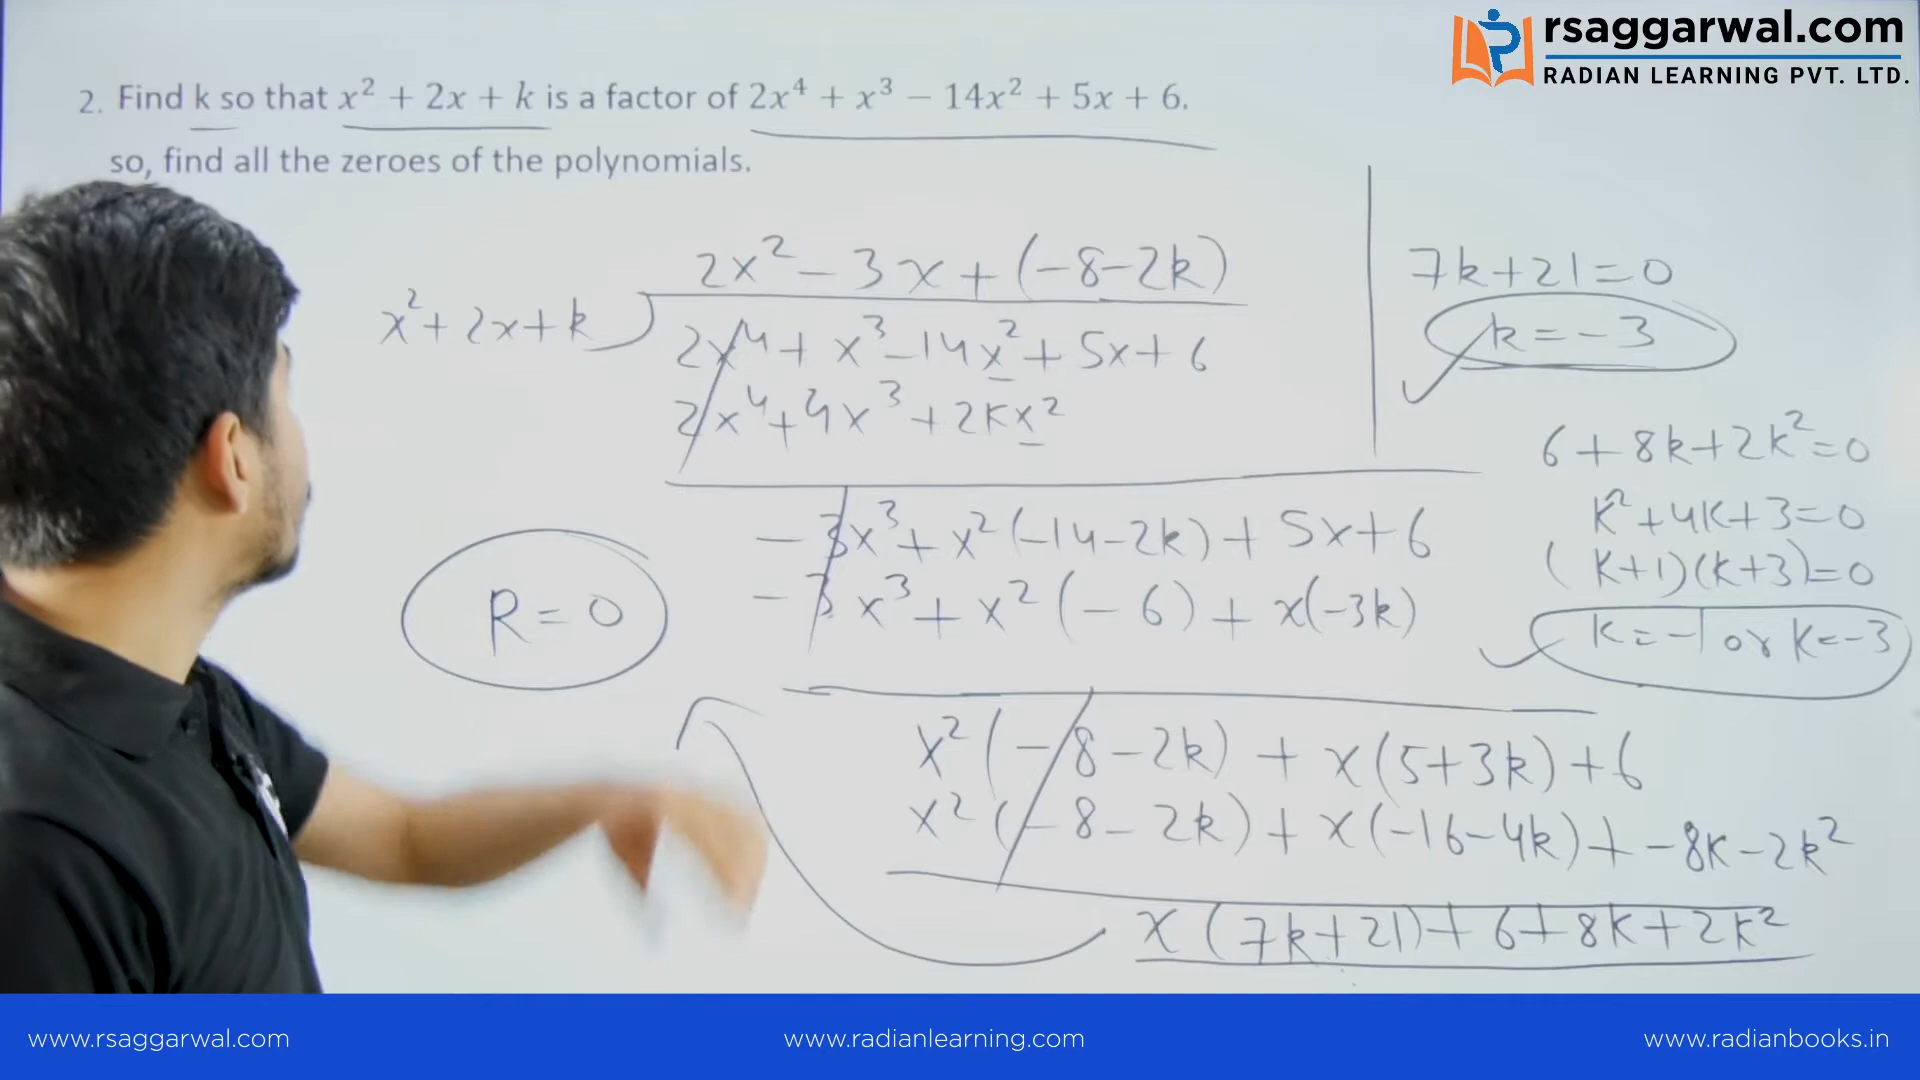 rsaggarwal.com
RADIAN LEARNING PVT. LTD.
2. Find k so that x² + 2x + k is a factor of 2x⁴ + x³ − 14x² + 5x + 6.
so, find all the zeroes of the polynomials.
2x² − 3x + (−8−2k)
x² + 2x + k
2x⁴ + x³ − 14x² + 5x + 6
2x⁴ + 4x³ + 2kx²
− 3x³ + x²(−14−2k) + 5x + 6
− 3x³ + x²(−6) + x(−3k)
R = 0
x²(−8−2k) + x(5+3k) + 6
x²(−8−2k) + x(−16−4k) + −8k−2k²
x(7k+21) + 6+8k+2k²
7k+21=0
k = −3
6+8k+2k²=0
k²+4k+3=0
(k+1)(k+3)=0
k=−1 or k=−3
www.rsaggarwal.com
www.radianlearning.com
www.radianbooks.in